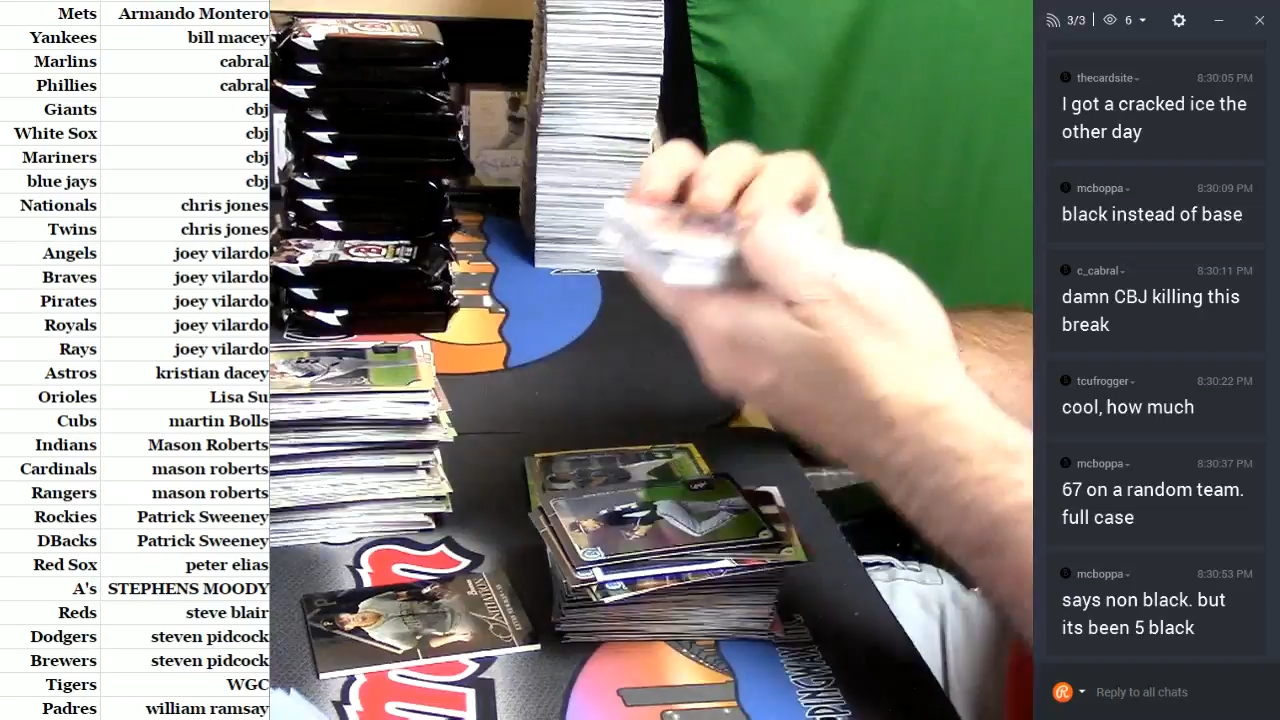 Mets Armando Montero
Yankees bill macey
Marlins cabral
Phillies cabral
Giants cbj
White Sox cbj
Mariners cbj
blue jays cbj
Nationals chris jones
Twins chris jones
Angels joey vilardo
Braves joey vilardo
Pirates joey vilardo
Royals joey vilardo
Rays joey vilardo
Astros kristian dacey
Orioles Lisa Su
Cubs martin Bolls
Indians Mason Roberts
Cardinals mason roberts
Rangers mason roberts
Rockies Patrick Sweeney
DBacks Patrick Sweeney
Red Sox peter elias
A's STEPHENS MOODY
Reds steve blair
Dodgers steven pidcock
Brewers steven pidcock
Tigers WGC
Padres william ramsay
3/3 6
thecardsite 8:30:05 PM
I got a cracked ice the
other day
mcboppa 8:30:09 PM
black instead of base
c_cabral 8:30:11 PM
damn CBJ killing this
break
tcufrogger 8:30:22 PM
cool, how much
mcboppa 8:30:37 PM
67 on a random team.
full case
mcboppa 8:30:53 PM
says non black. but
its been 5 black
Reply to all chats